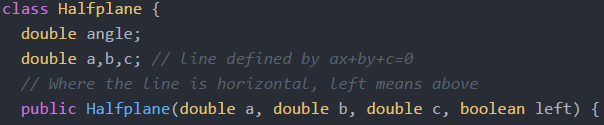 class Halfplane {
double angle;
double a,b,c; // line defined by ax+by+c=0
// Where the line is horizontal, left means above
public Halfplane(double a, double b, double c, boolean left) {